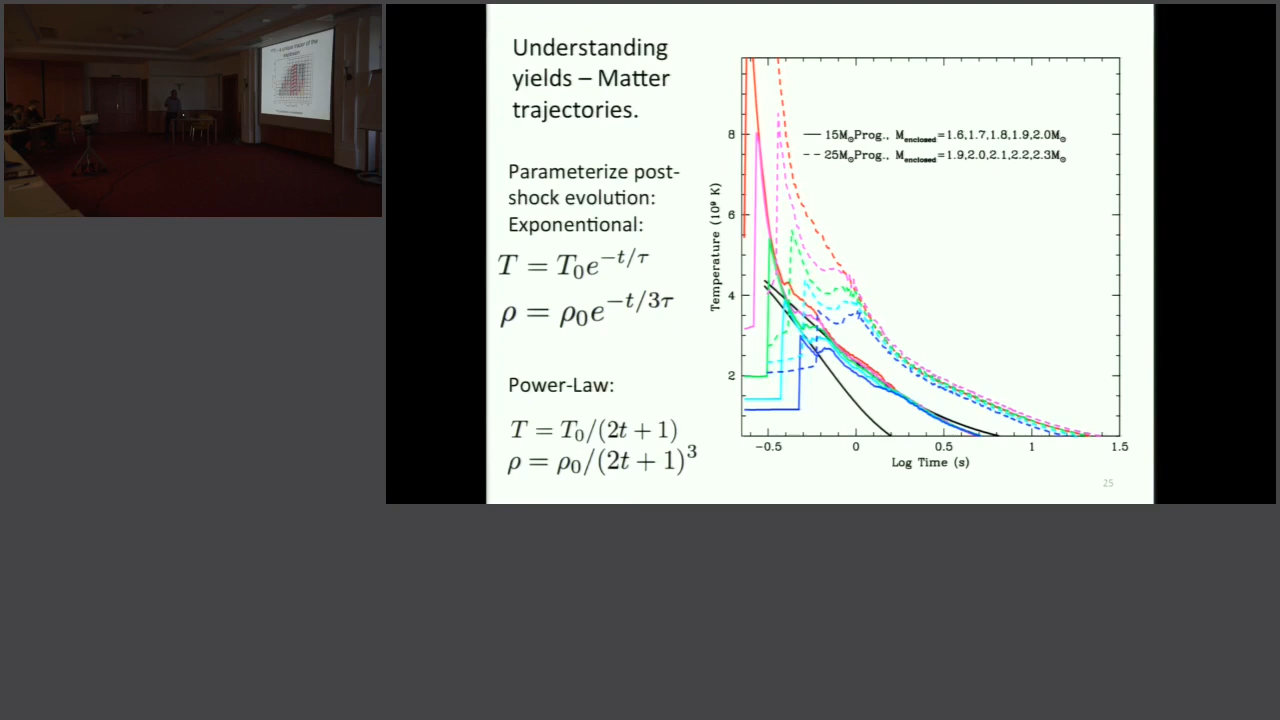 Understanding
yields – Matter
trajectories.
Parameterize post-
shock evolution:
Exponentional:
T = T₀e^{−t/τ}
ρ = ρ₀e^{−t/3τ}
Power-Law:
T = T₀/(2t + 1)
ρ = ρ₀/(2t + 1)³
15M⊙Prog., M_enclosed=1.6,1.7,1.8,1.9,2.0M⊙
25M⊙Prog., M_enclosed=1.9,2.0,2.1,2.2,2.3M⊙
Temperature (10⁹ K)
8
6
4
2
−0.5 0 0.5 1 1.5
Log Time (s)
25